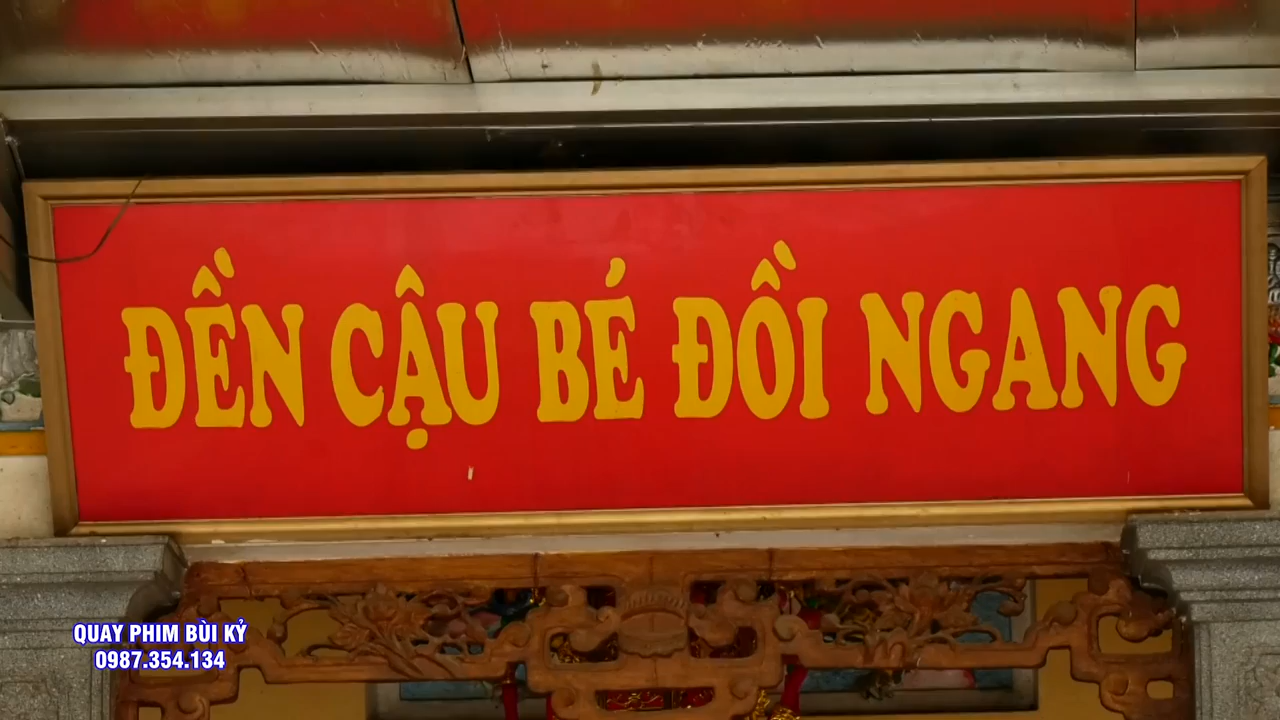 ĐỀN CẬU BÉ ĐỒI NGANG
QUAY PHIM BÙI KỶ
0987.354.134